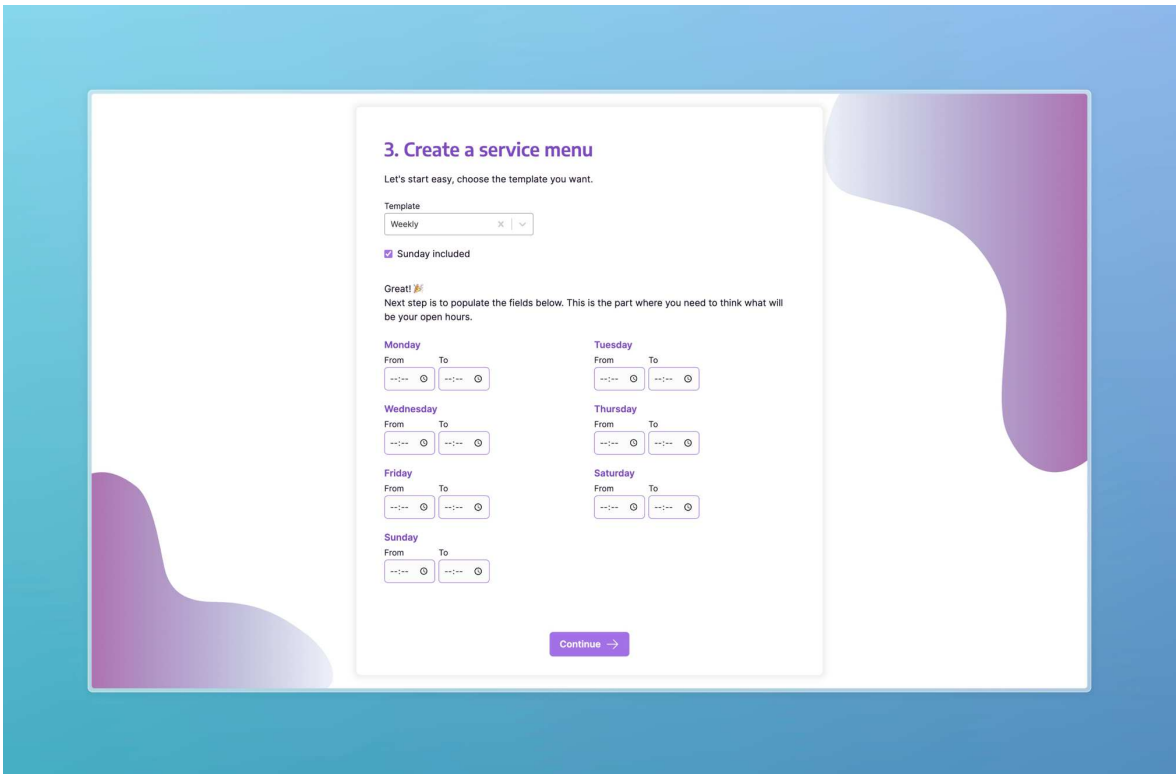 3. Create a service menu
Let's start easy, choose the template you want.
Template
Weekly
Sunday included
Great! 🎉
Next step is to populate the fields below. This is the part where you need to think what will
be your open hours.
Monday
From To
--:-- --:--
Tuesday
From To
--:-- --:--
Wednesday
From To
--:-- --:--
Thursday
From To
--:-- --:--
Friday
From To
--:-- --:--
Saturday
From To
--:-- --:--
Sunday
From To
--:-- --:--
Continue →